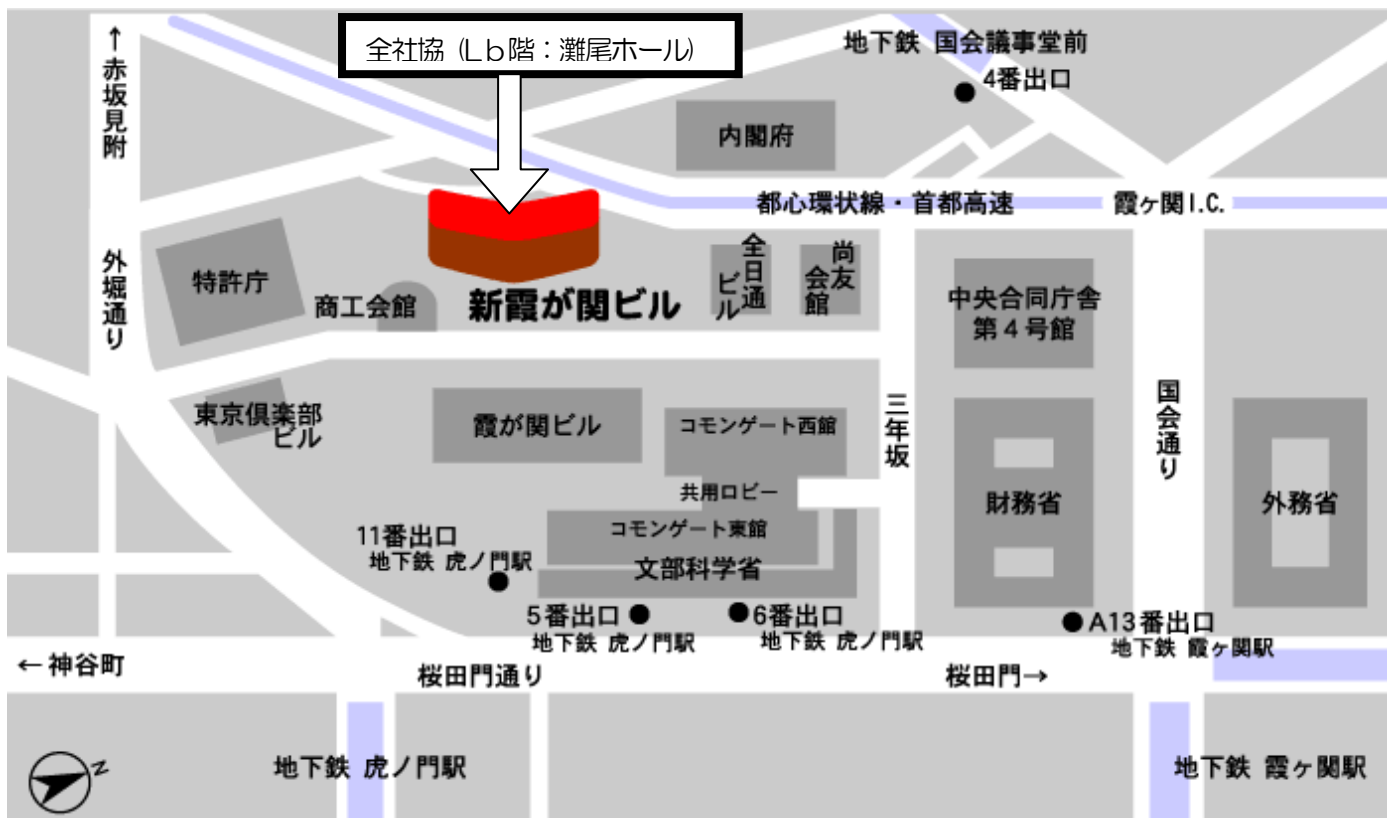 全社協（Ｌｂ階：灘尾ホール）
地下鉄 国会議事堂前
4番出口
←赤坂見附
内閣府
都心環状線・首都高速
霞ヶ関I.C.
外堀通り
特許庁
商工会館
新霞が関ビル
全日通
ビル
尚友
会館
中央合同庁舎
第４号館
東京倶楽部
ビル
霞が関ビル
コモンゲート西館
三年坂
国会通り
共用ロビー
財務省
外務省
コモンゲート東館
11番出口
地下鉄 虎ノ門駅
文部科学省
5番出口
地下鉄 虎ノ門駅
6番出口
地下鉄 虎ノ門駅
A13番出口
地下鉄 霞ヶ関駅
←神谷町
桜田門通り
桜田門→
地下鉄 虎ノ門駅
地下鉄 霞ヶ関駅
N